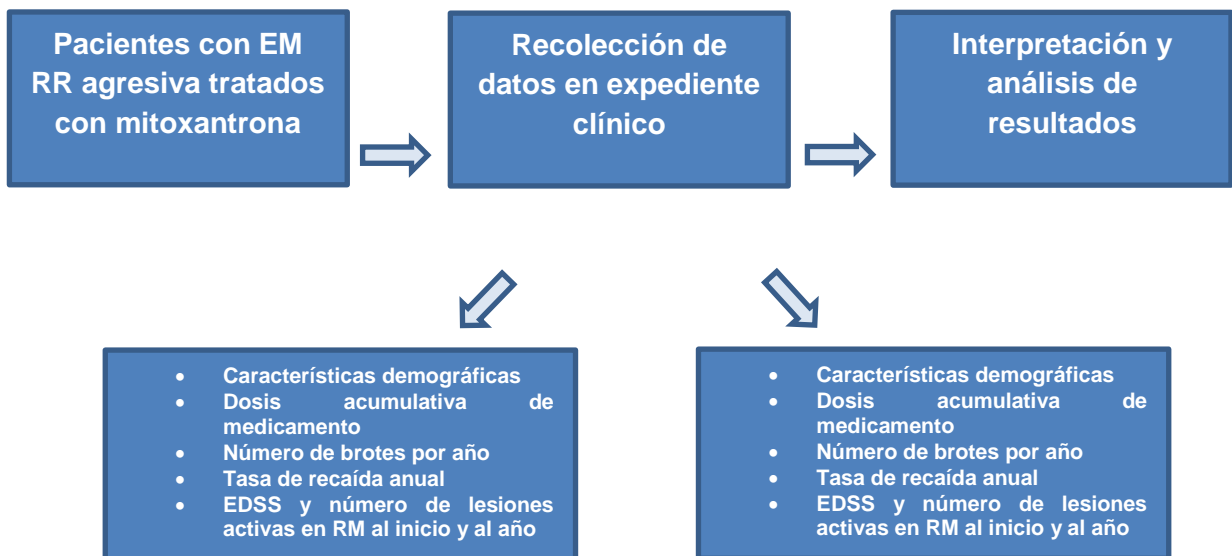 Pacientes con EM
RR agresiva tratados
con mitoxantrona
Recolección de
datos en expediente
clínico
Interpretación y
análisis de
resultados
• Características demográficas
• Dosis acumulativa de
medicamento
• Número de brotes por año
• Tasa de recaída anual
• EDSS y número de lesiones
activas en RM al inicio y al año
• Características demográficas
• Dosis acumulativa de
medicamento
• Número de brotes por año
• Tasa de recaída anual
• EDSS y número de lesiones
activas en RM al inicio y al año